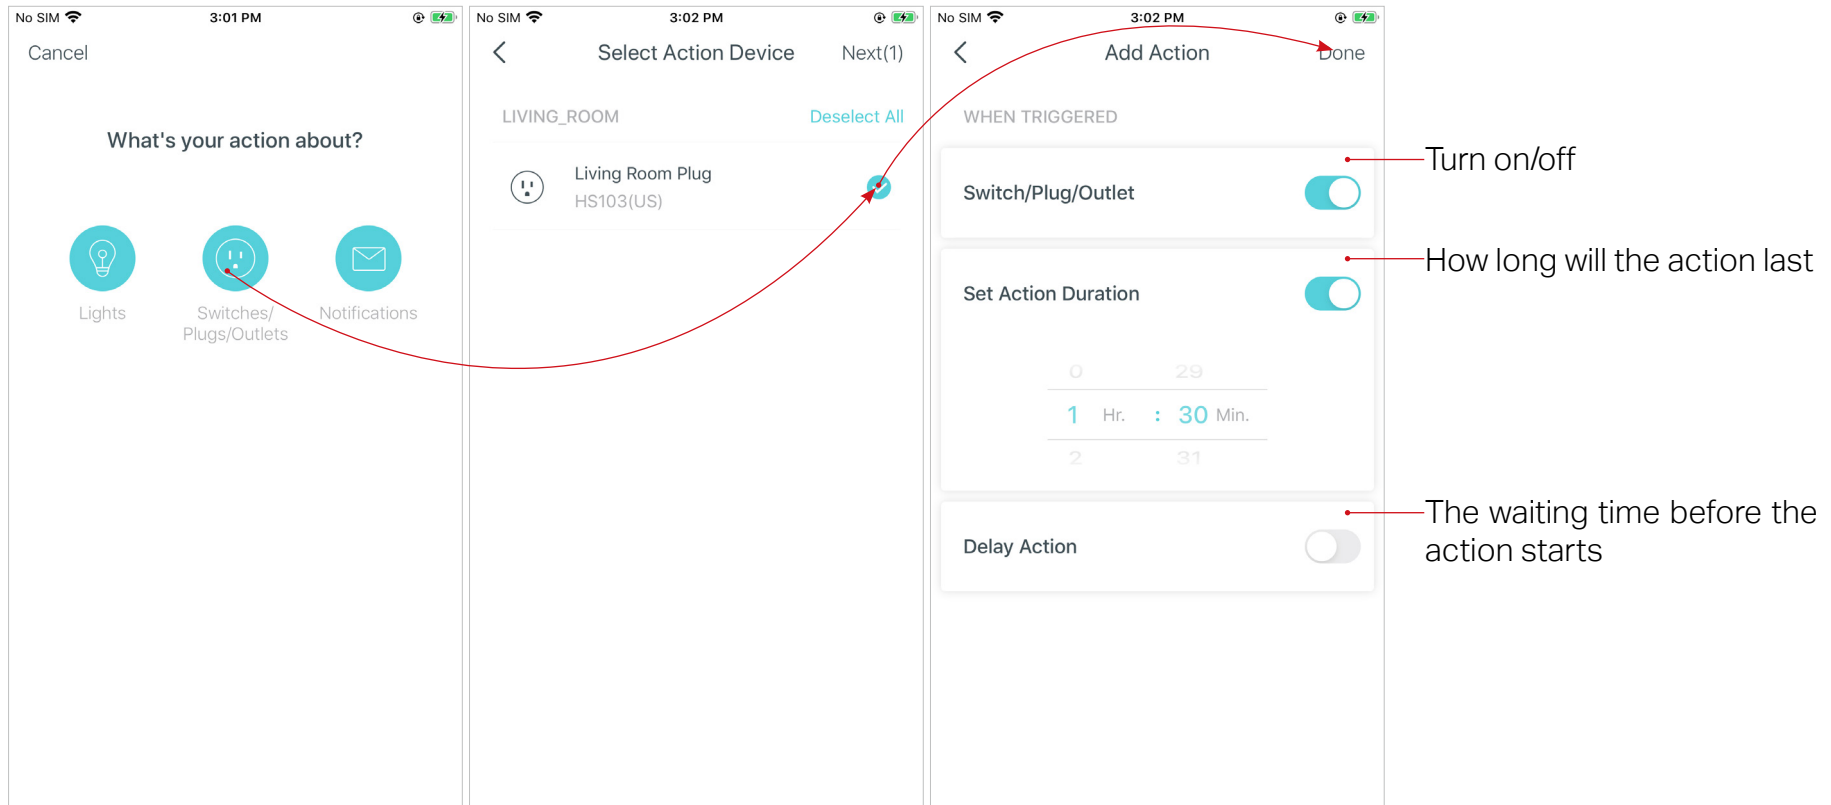 No SIM 3:01 PM
Cancel
What's your action about?
Lights
Switches/
Plugs/Outlets
Notifications
No SIM 3:02 PM
Select Action Device Next(1)
LIVING_ROOM Deselect All
Living Room Plug
HS103(US)
No SIM 3:02 PM
Add Action Done
WHEN TRIGGERED
Switch/Plug/Outlet
Set Action Duration
0 29
1 Hr. : 30 Min.
2 31
Delay Action
Turn on/off
How long will the action last
The waiting time before the
action starts